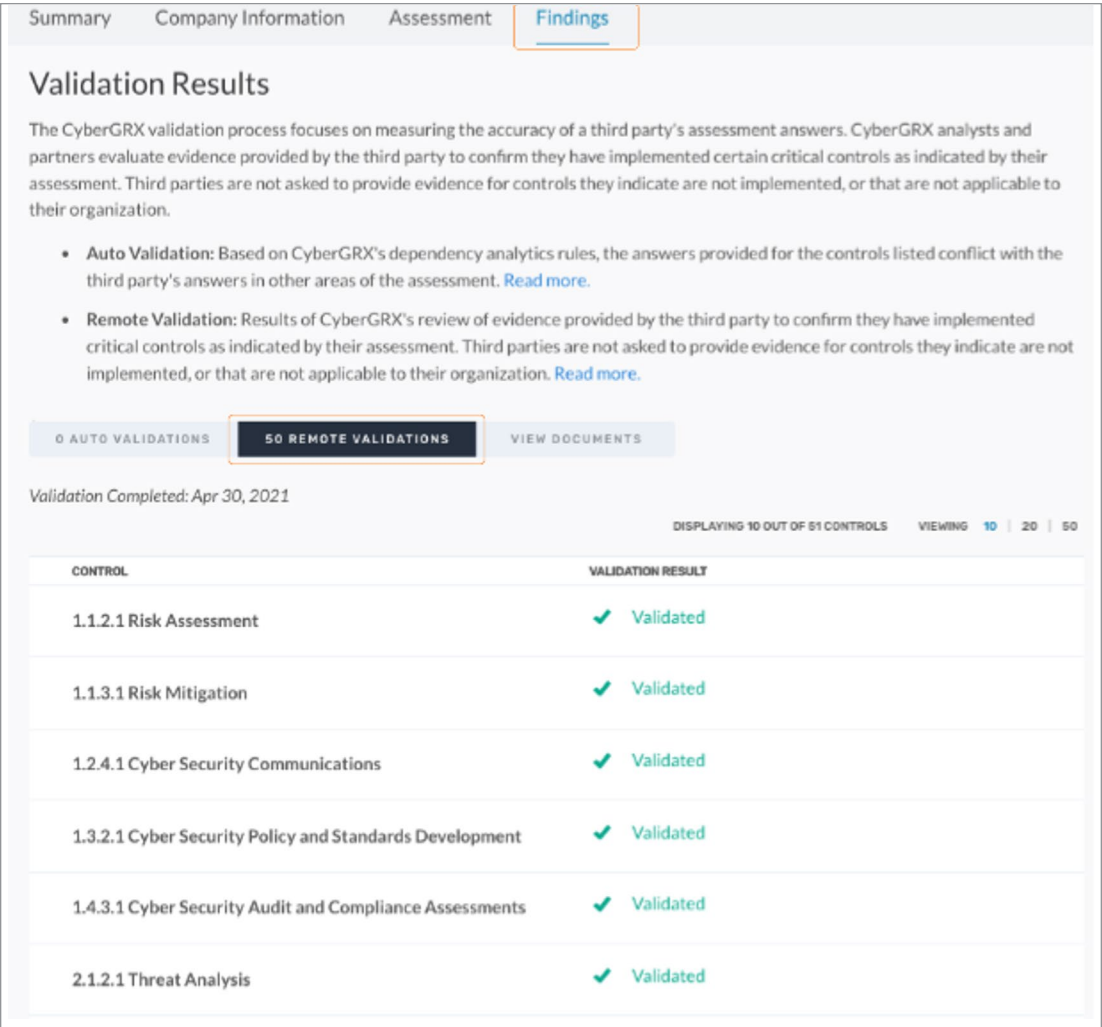 Summary Company Information Assessment Findings
Validation Results
The CyberGRX validation process focuses on measuring the accuracy of a third party's assessment answers. CyberGRX analysts and
partners evaluate evidence provided by the third party to confirm they have implemented certain critical controls as indicated by their
assessment. Third parties are not asked to provide evidence for controls they indicate are not implemented, or that are not applicable to
their organization.
• Auto Validation: Based on CyberGRX's dependency analytics rules, the answers provided for the controls listed conflict with the
third party's answers in other areas of the assessment. Read more.
• Remote Validation: Results of CyberGRX's review of evidence provided by the third party to confirm they have implemented
critical controls as indicated by their assessment. Third parties are not asked to provide evidence for controls they indicate are not
implemented, or that are not applicable to their organization. Read more.
0 AUTO VALIDATIONS 50 REMOTE VALIDATIONS VIEW DOCUMENTS
Validation Completed: Apr 30, 2021
DISPLAYING 10 OUT OF 51 CONTROLS VIEWING 10 | 20 | 50
CONTROL VALIDATION RESULT
1.1.2.1 Risk Assessment ✔ Validated
1.1.3.1 Risk Mitigation ✔ Validated
1.2.4.1 Cyber Security Communications ✔ Validated
1.3.2.1 Cyber Security Policy and Standards Development ✔ Validated
1.4.3.1 Cyber Security Audit and Compliance Assessments ✔ Validated
2.1.2.1 Threat Analysis ✔ Validated